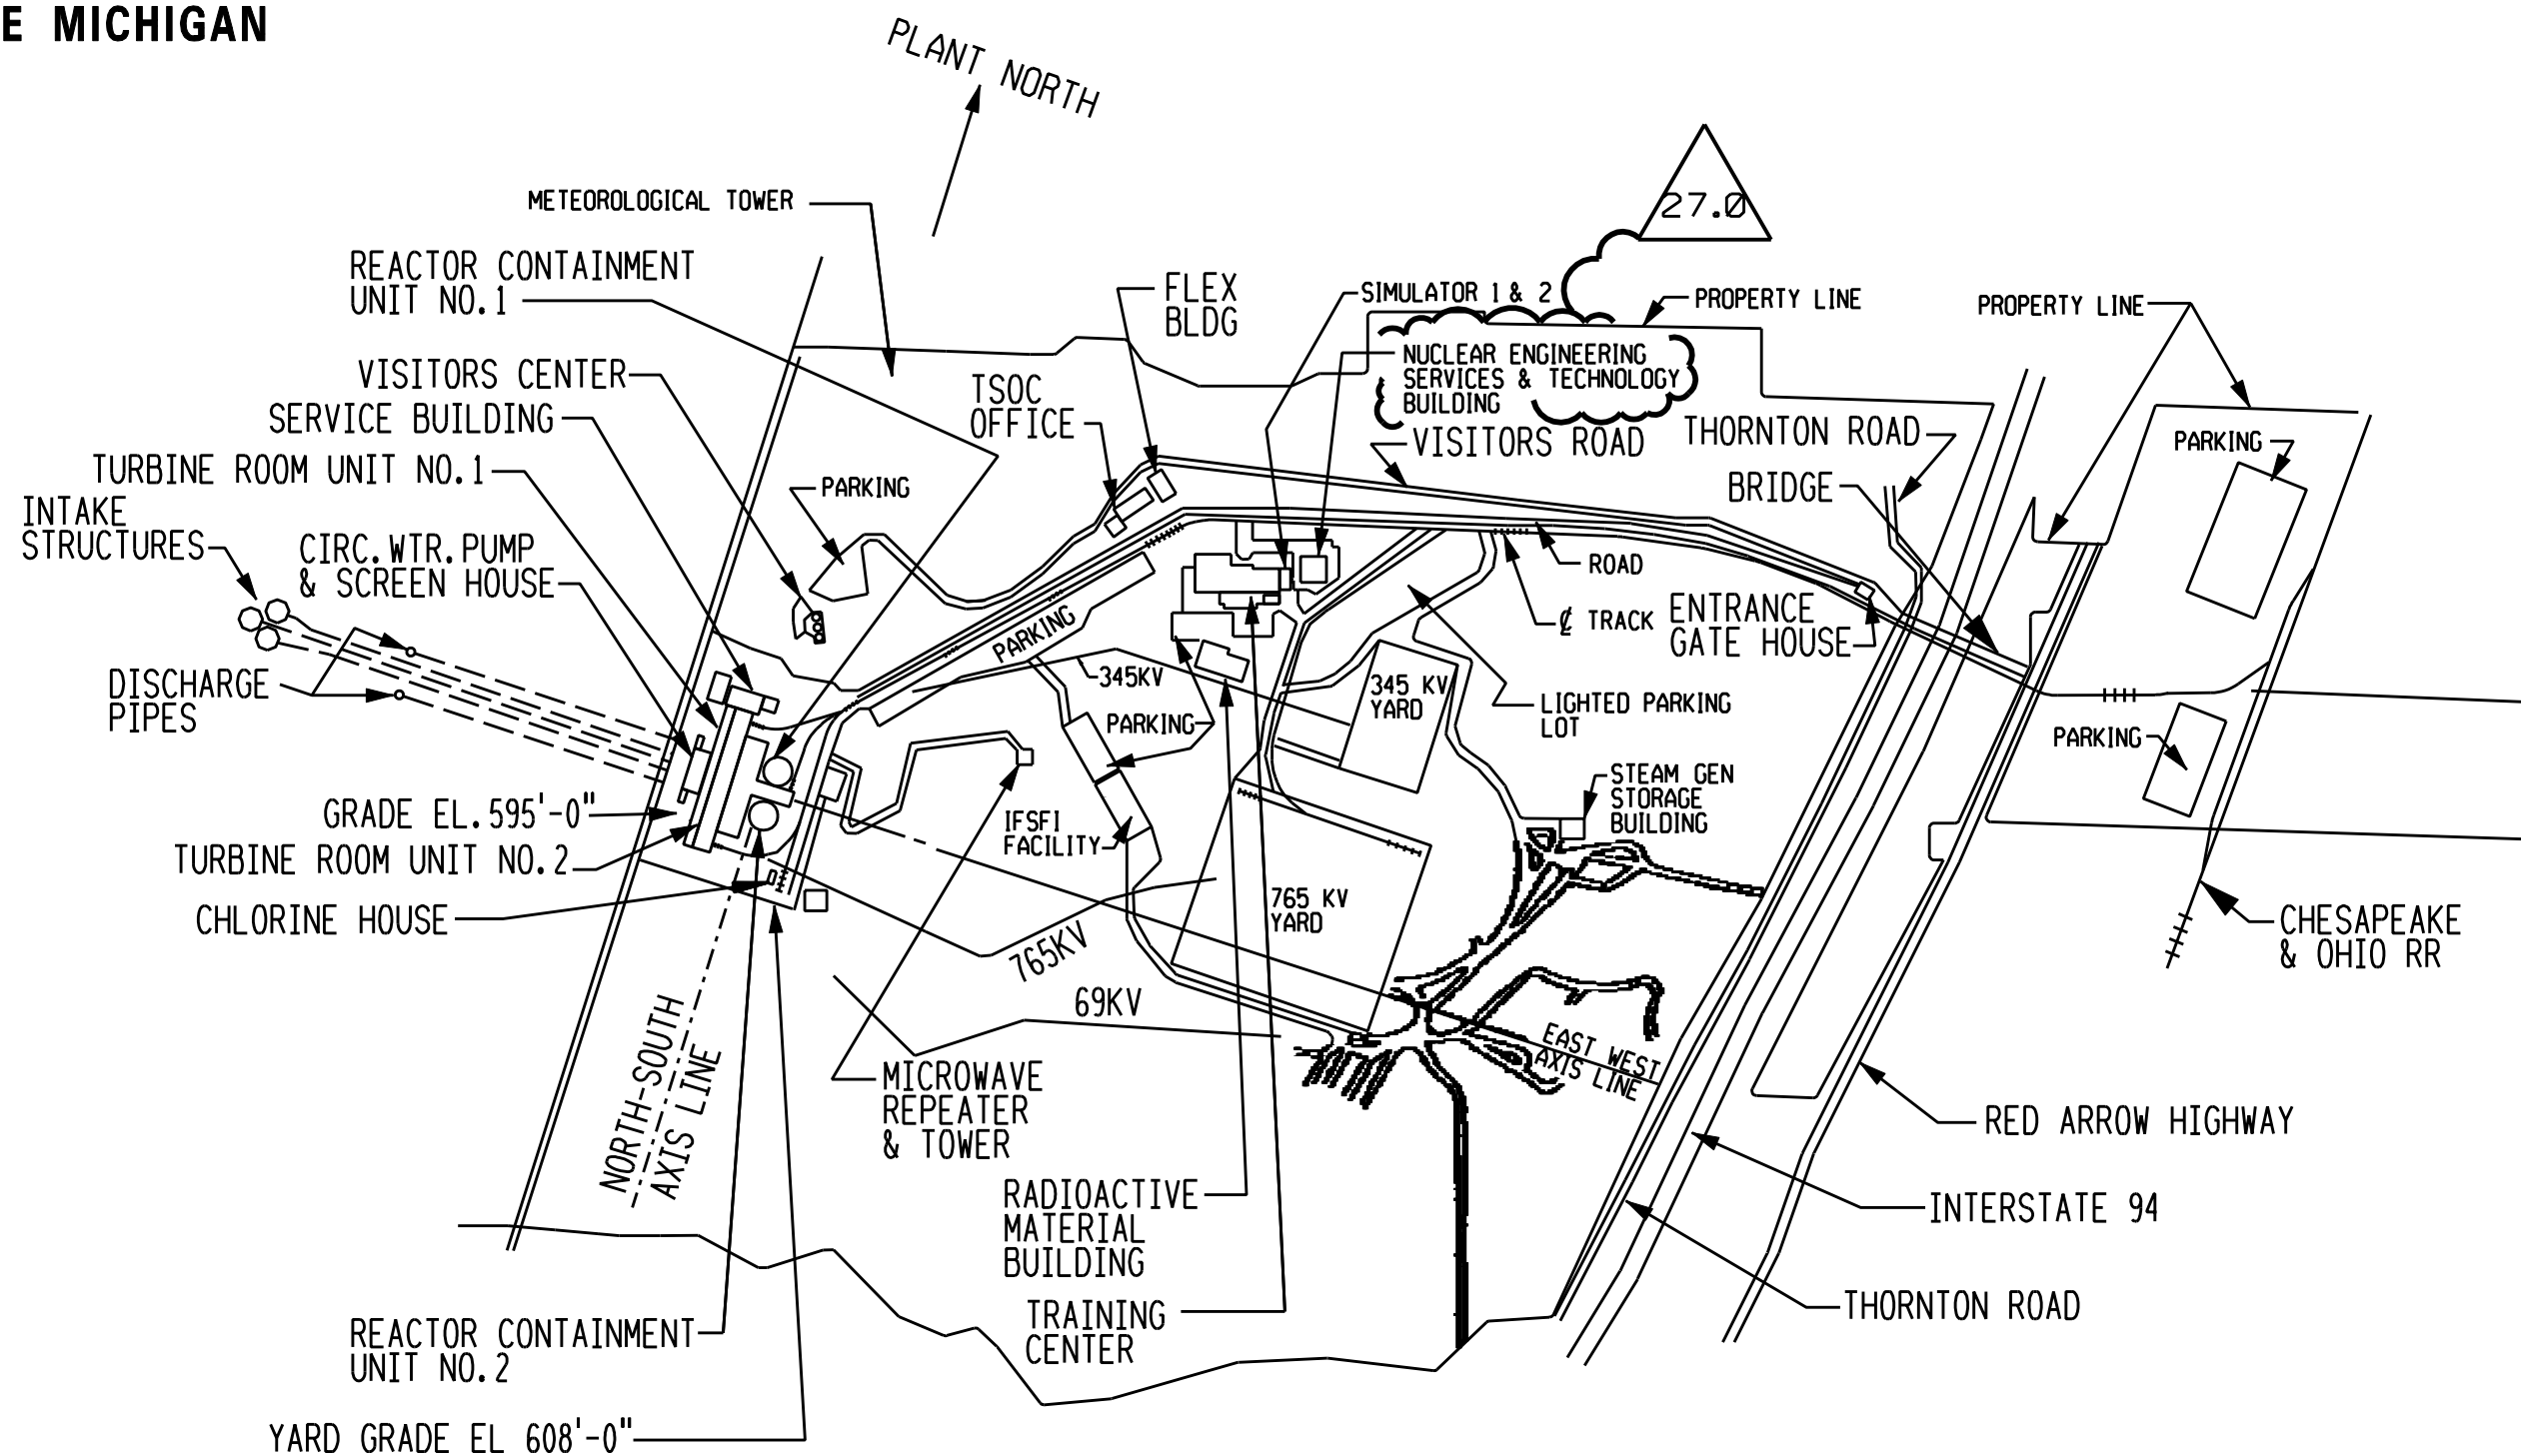 E MICHIGAN
PLANT NORTH
27.0
METEOROLOGICAL TOWER
REACTOR CONTAINMENT
UNIT NO.1
FLEX
BLDG
SIMULATOR 1 & 2
PROPERTY LINE
PROPERTY LINE
NUCLEAR ENGINEERING
SERVICES & TECHNOLOGY
BUILDING
VISITORS CENTER
TSOC
OFFICE
SERVICE BUILDING
VISITORS ROAD
THORNTON ROAD
PARKING
TURBINE ROOM UNIT NO.1
PARKING
BRIDGE
INTAKE
STRUCTURES
CIRC.WTR.PUMP
& SCREEN HOUSE
ROAD
℄ TRACK
ENTRANCE
GATE HOUSE
PARKING
DISCHARGE
PIPES
345KV
345 KV
YARD
LIGHTED PARKING
LOT
PARKING
PARKING
STEAM GEN
STORAGE
BUILDING
GRADE EL.595'-0"
IFSFI
FACILITY
TURBINE ROOM UNIT NO.2
765 KV
YARD
CHLORINE HOUSE
CHESAPEAKE
& OHIO RR
765KV
69KV
EAST WEST
AXIS LINE
NORTH-SOUTH
AXIS LINE
MICROWAVE
REPEATER
& TOWER
RED ARROW HIGHWAY
RADIOACTIVE
MATERIAL
BUILDING
INTERSTATE 94
TRAINING
CENTER
THORNTON ROAD
REACTOR CONTAINMENT
UNIT NO.2
YARD GRADE EL 608'-0"